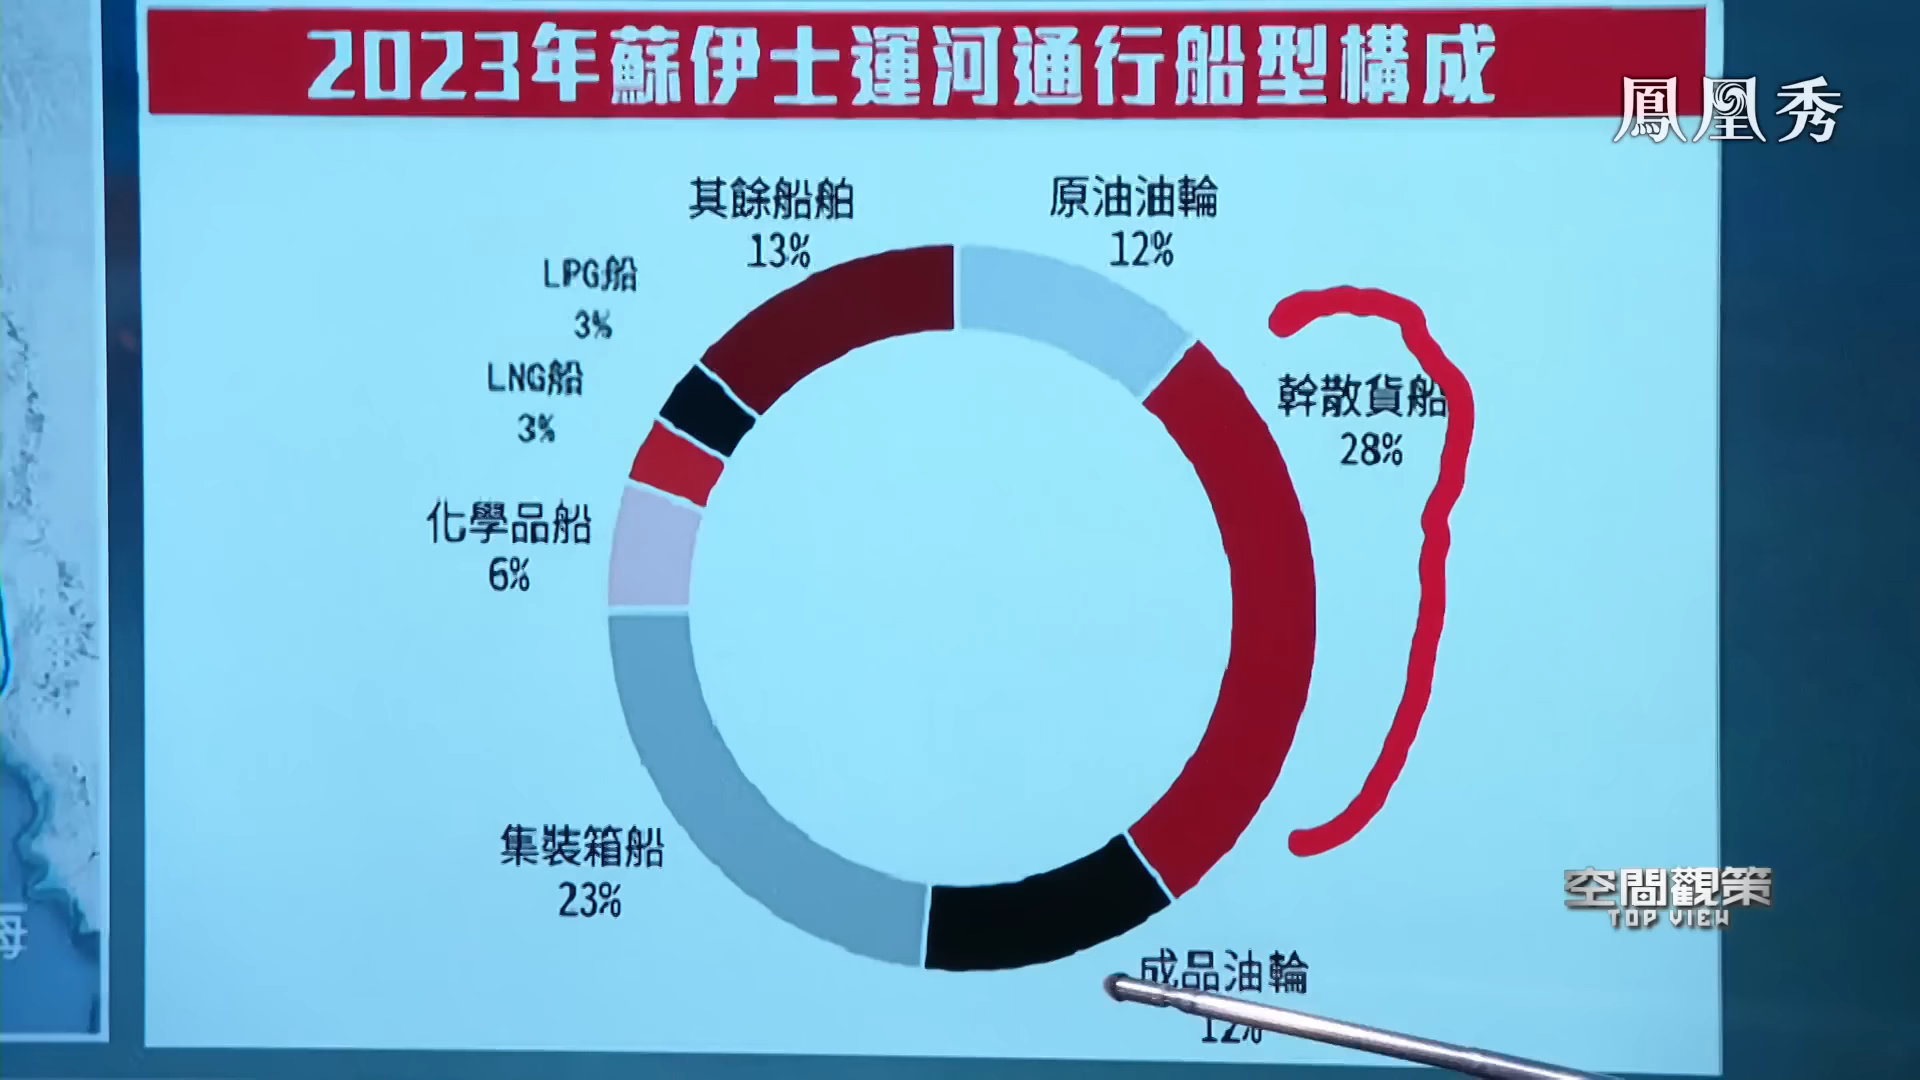 2023年蘇伊士運河通行船型構成
鳳凰秀
其餘船舶
13%
原油油輪
12%
LPG船
3%
LNG船
3%
幹散貨船
28%
化學品船
6%
集裝箱船
23%
空間觀策
TOP VIEW
成品油輪
12%
海